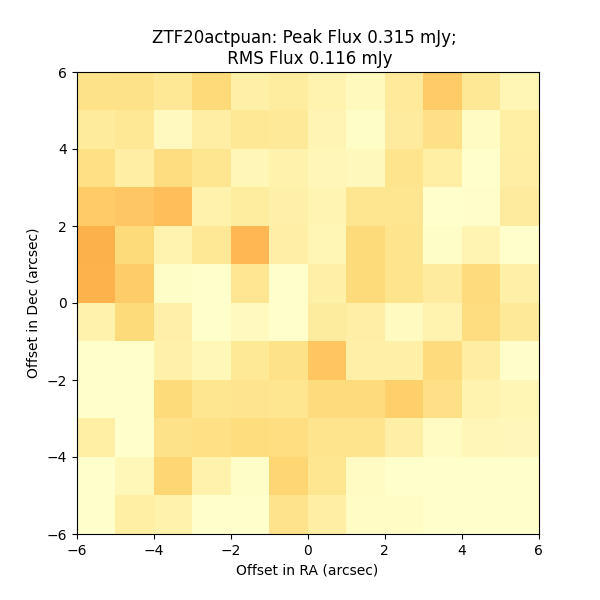 ZTF20actpuan: Peak Flux 0.315 mJy;
RMS Flux 0.116 mJy
6
4
2
0
−2
−4
−6
Offset in Dec (arcsec)
−6 −4 −2 0 2 4 6
Offset in RA (arcsec)